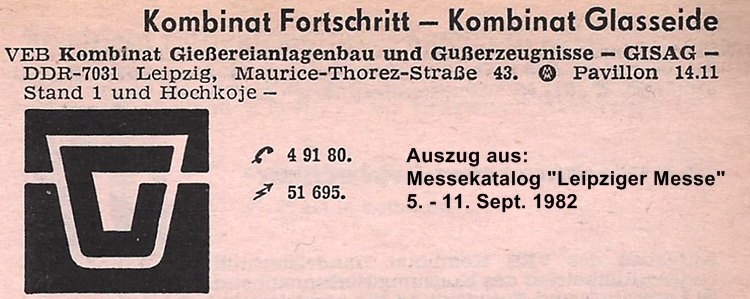 Kombinat Fortschritt — Kombinat Glasseide
VEB Kombinat Gießereianlagenbau und Gußerzeugnisse — GISAG —
DDR-7031 Leipzig, Maurice-Thorez-Straße 43. Ⓜ Pavillon 14.11
Stand 1 und Hochkoje —
4 91 80.
51 695.
Auszug aus:
Messekatalog "Leipziger Messe"
5. - 11. Sept. 1982